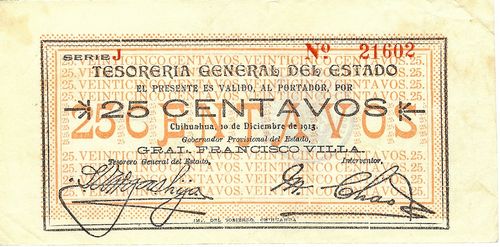 SERIE J Nº 21602
TESORERIA GENERAL DEL ESTADO
EL PRESENTE ES VALIDO, AL PORTADOR, POR
25 CENTAVOS
Chihuahua, 10 de Diciembre de 1913.
Gobernador Provisional del Estado,
GRAL. FRANCISCO VILLA.
Tesorero General del Estado, Interventor,
IMP. DEL GOBIERNO, CHIHUAHUA